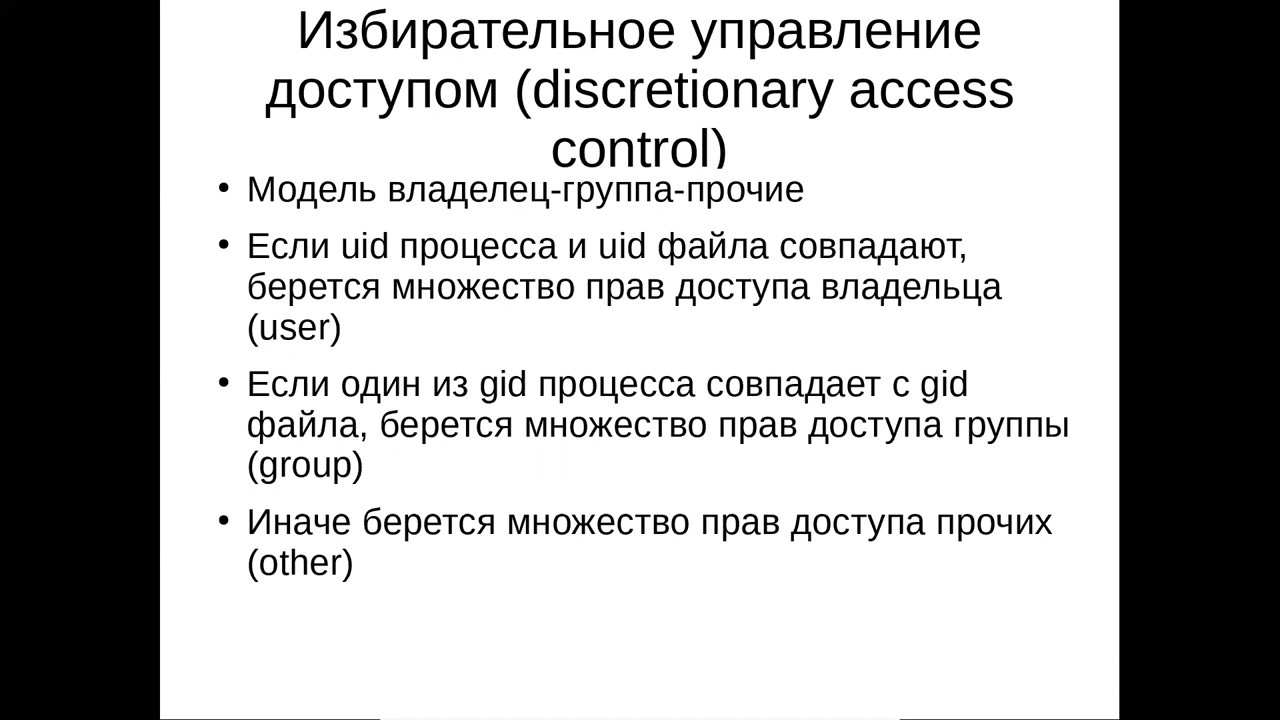 Избирательное управление
доступом (discretionary access
control)
• Модель владелец-группа-прочие
• Если uid процесса и uid файла совпадают,
берется множество прав доступа владельца
(user)
• Если один из gid процесса совпадает с gid
файла, берется множество прав доступа группы
(group)
• Иначе берется множество прав доступа прочих
(other)